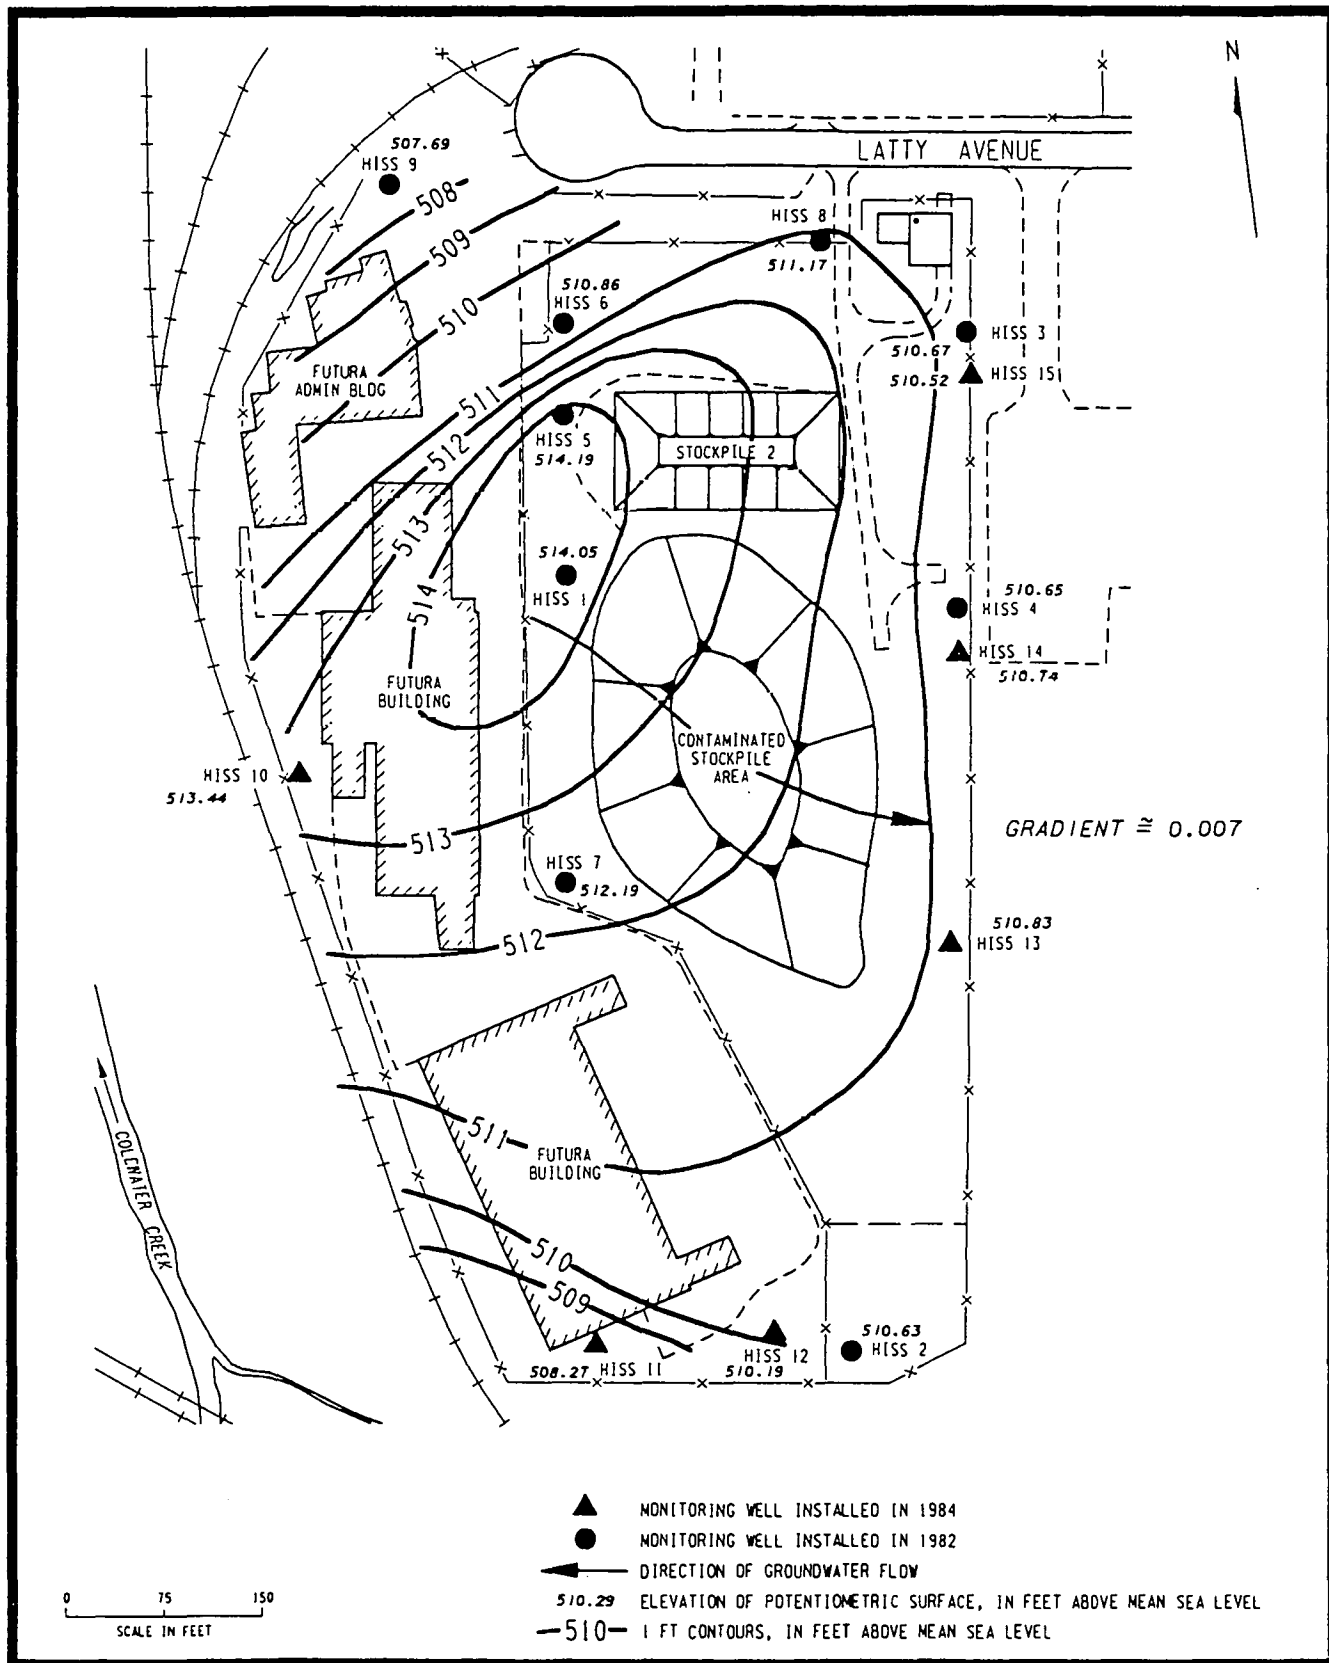 N
LATTY AVENUE
507.69
HISS 9
508
509
510
HISS 8
511.17
510.86
HISS 6
HISS 3
510.67
510.52
HISS 15
FUTURA
ADMIN BLDG
511
512
513
514
HISS 5
514.19
STOCKPILE 2
514.05
HISS 1
510.65
HISS 4
HISS 14
510.74
FUTURA
BUILDING
CONTAMINATED
STOCKPILE
AREA
HISS 10
513.44
513
GRADIENT ≅ 0.007
HISS 7
512.19
512
510.83
HISS 13
COLDWATER CREEK
511
FUTURA
BUILDING
510
509
508.27
HISS 11
HISS 12
510.19
510.63
HISS 2
MONITORING WELL INSTALLED IN 1984
MONITORING WELL INSTALLED IN 1982
DIRECTION OF GROUNDWATER FLOW
510.29 ELEVATION OF POTENTIOMETRIC SURFACE, IN FEET ABOVE MEAN SEA LEVEL
510 1 FT CONTOURS, IN FEET ABOVE MEAN SEA LEVEL
0 75 150
SCALE IN FEET